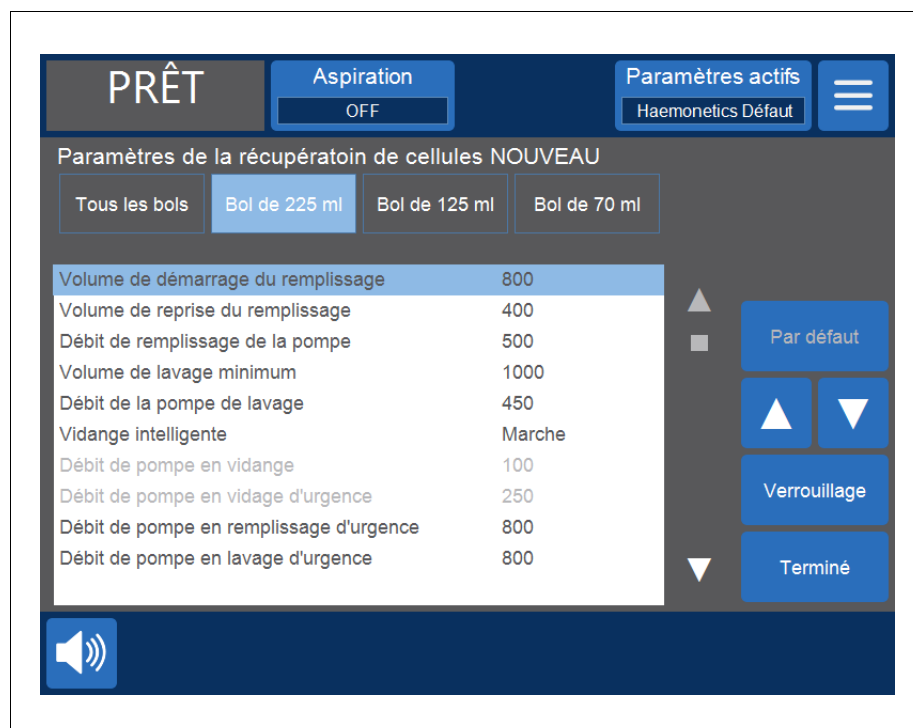 PRÊT
Aspiration
OFF
Paramètres actifs
Haemonetics Défaut
Paramètres de la récupératoin de cellules NOUVEAU
Tous les bols
Bol de 225 ml
Bol de 125 ml
Bol de 70 ml
Volume de démarrage du remplissage 800
Volume de reprise du remplissage 400
Débit de remplissage de la pompe 500
Volume de lavage minimum 1000
Débit de la pompe de lavage 450
Vidange intelligente Marche
Débit de pompe en vidange 100
Débit de pompe en vidage d'urgence 250
Débit de pompe en remplissage d'urgence 800
Débit de pompe en lavage d'urgence 800
Par défaut
Verrouillage
Terminé